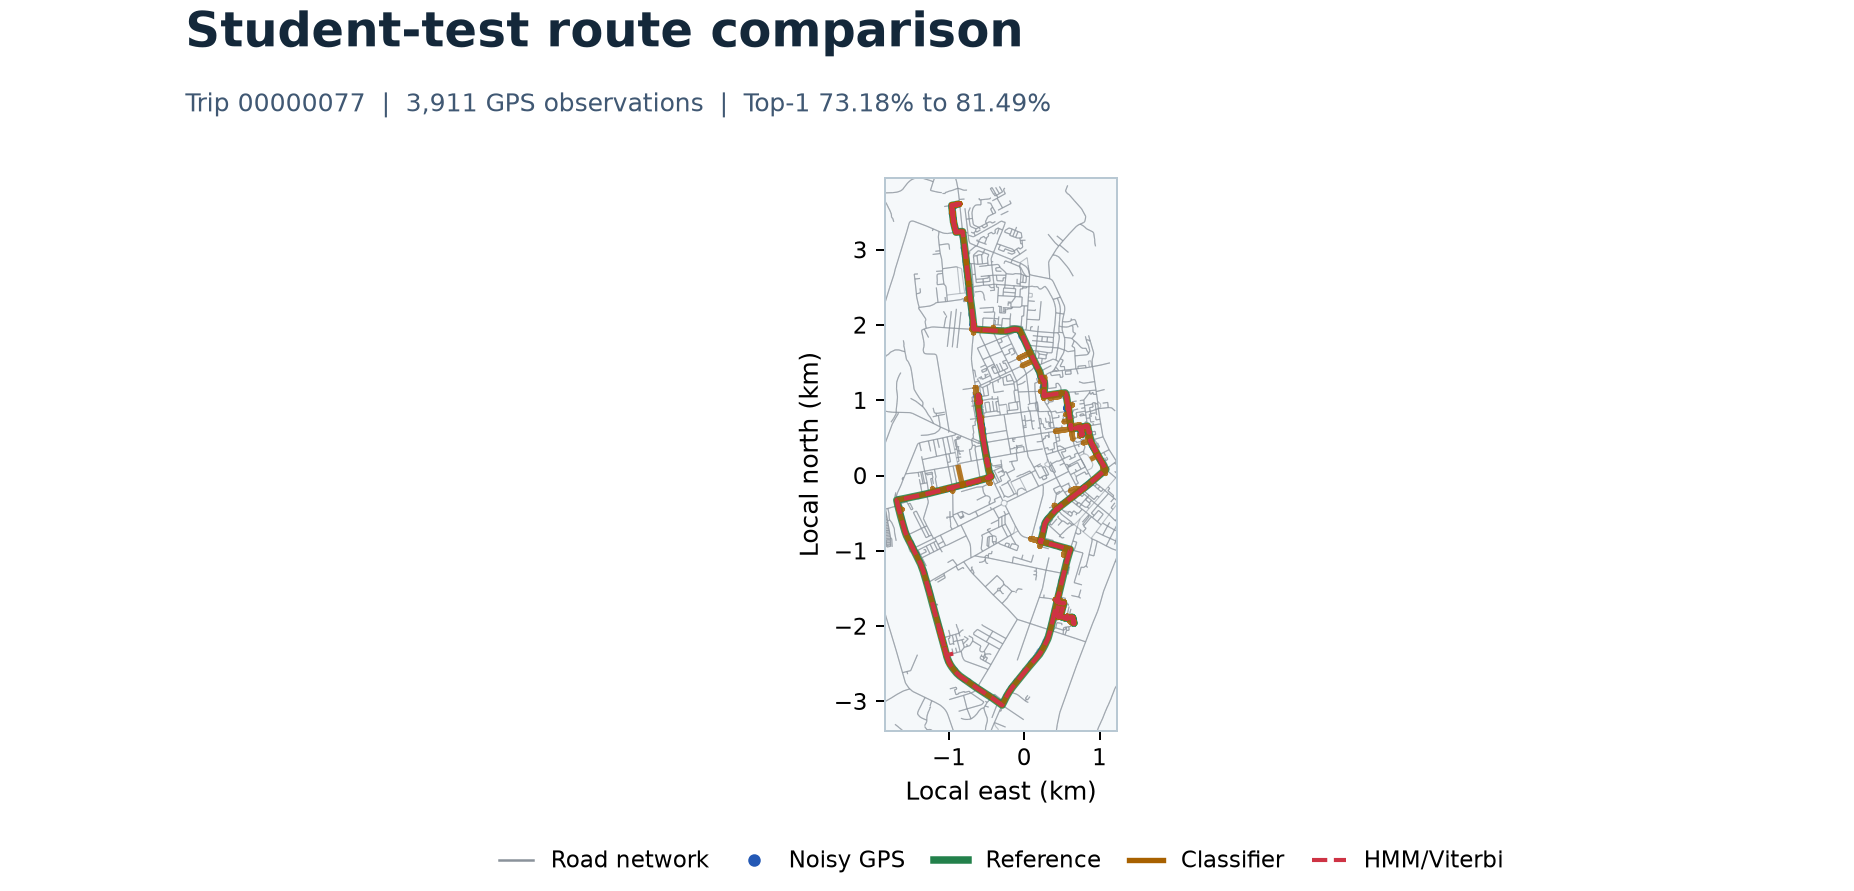 Student-test route comparison
Trip 00000077 | 3,911 GPS observations | Top-1 73.18% to 81.49%
Local north (km)
3
2
1
0
−1
−2
−3
−1 0 1
Local east (km)
Road network Noisy GPS Reference Classifier HMM/Viterbi